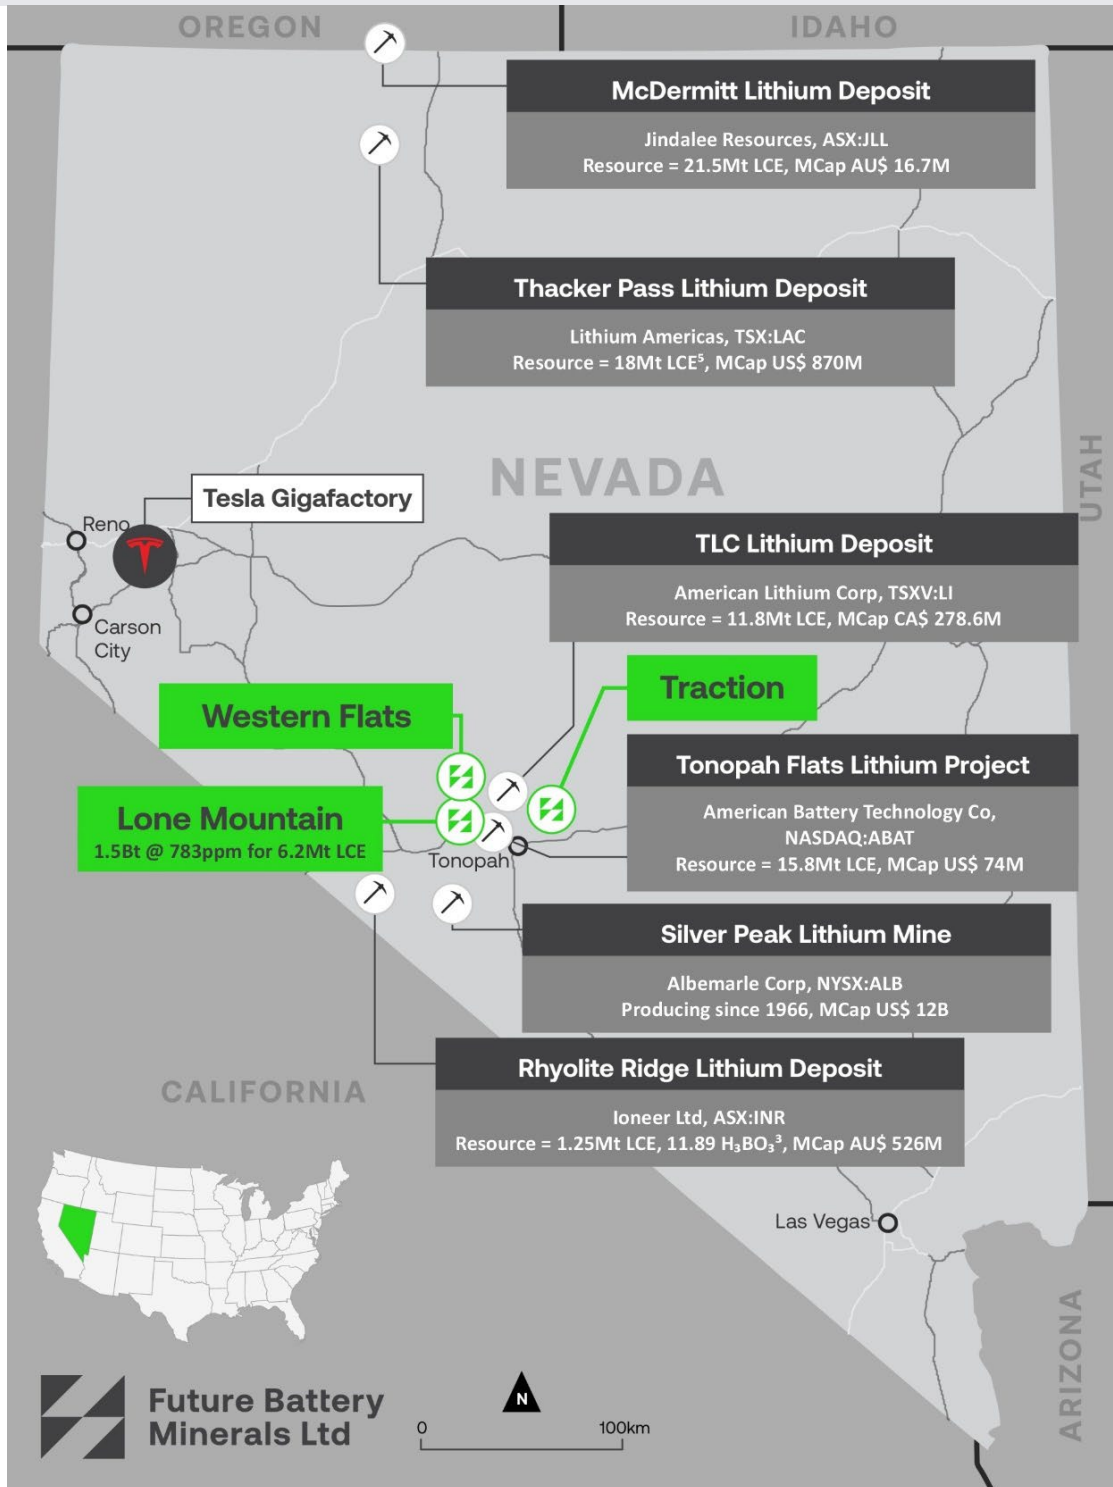 OREGON
IDAHO
McDermitt Lithium Deposit
Jindalee Resources, ASX:JLL
Resource = 21.5Mt LCE, MCap AU$ 16.7M
Thacker Pass Lithium Deposit
Lithium Americas, TSX:LAC
Resource = 18Mt LCE⁵, MCap US$ 870M
NEVADA
UTAH
Tesla Gigafactory
Reno
Carson
City
TLC Lithium Deposit
American Lithium Corp, TSXV:LI
Resource = 11.8Mt LCE, MCap CA$ 278.6M
Traction
Western Flats
Tonopah Flats Lithium Project
American Battery Technology Co,
NASDAQ:ABAT
Resource = 15.8Mt LCE, MCap US$ 74M
Lone Mountain
1.5Bt @ 783ppm for 6.2Mt LCE
Tonopah
Silver Peak Lithium Mine
Albemarle Corp, NYSX:ALB
Producing since 1966, MCap US$ 12B
Rhyolite Ridge Lithium Deposit
Ioneer Ltd, ASX:INR
Resource = 1.25Mt LCE, 11.89 H₃BO₃³, MCap AU$ 526M
CALIFORNIA
Las Vegas
ARIZONA
Future Battery
Minerals Ltd
N
0 100km